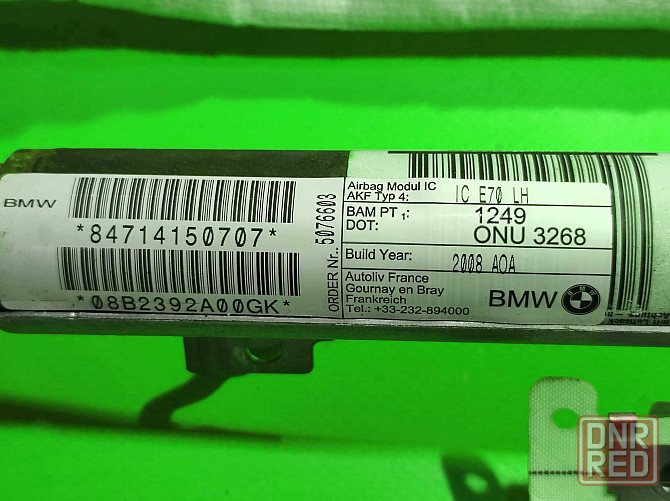 BMW
*84714150707*
*08B2392A00GK*
ORDER Nr.. 5076603
Airbag Modul IC
AKF Typ 4: IC E70 LH
BAM PT 1: 1249
DOT: ONU 3268
Build Year: 2008 AOA
Autoliv France
Gournay en Bray
Frankreich
Tel.: +33-232-894000
BMW
DNR
RED